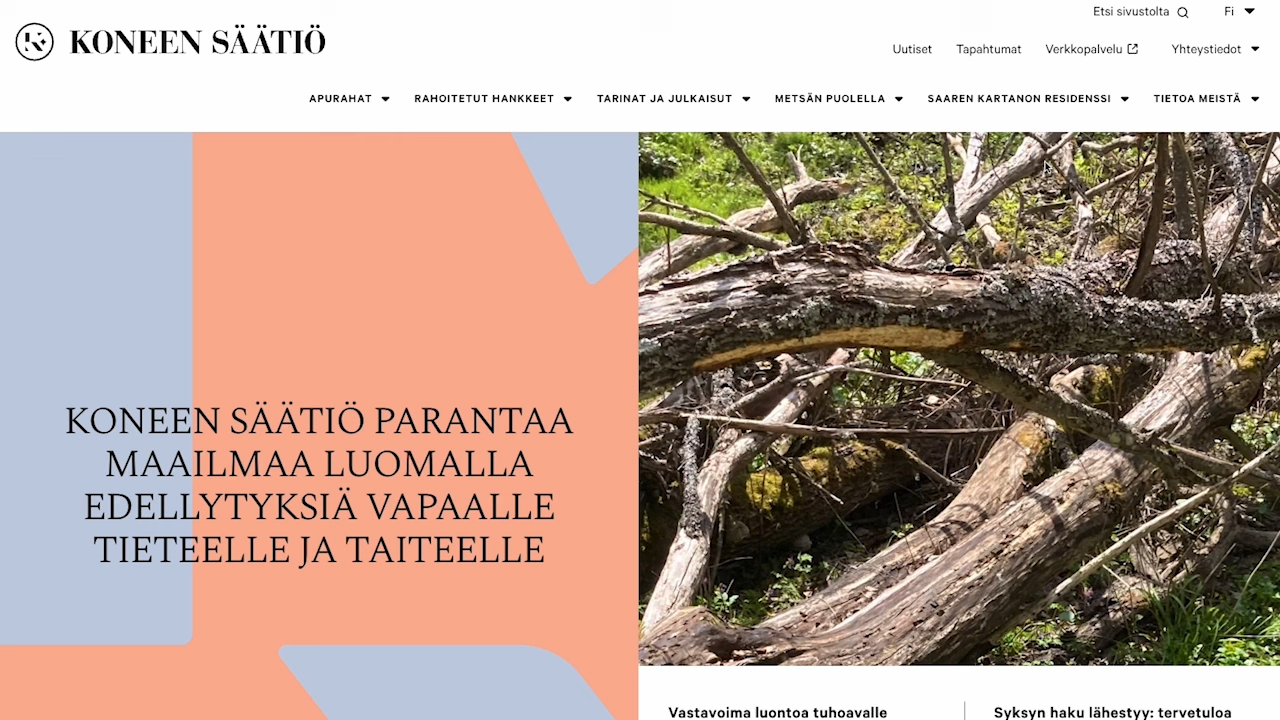 Etsi sivustolta
Fi
KONEEN SÄÄTIÖ
Uutiset
Tapahtumat
Verkkopalvelu
Yhteystiedot
APURAHAT
RAHOITETUT HANKKEET
TARINAT JA JULKAISUT
METSÄN PUOLELLA
SAAREN KARTANON RESIDENSSI
TIETOA MEISTÄ
KONEEN SÄÄTIÖ PARANTAA
MAAILMAA LUOMALLA
EDELLYTYKSIÄ VAPAALLE
TIETEELLE JA TAITEELLE
Vastavoima luontoa tuhoavalle
Syksyn haku lähestyy: tervetuloa